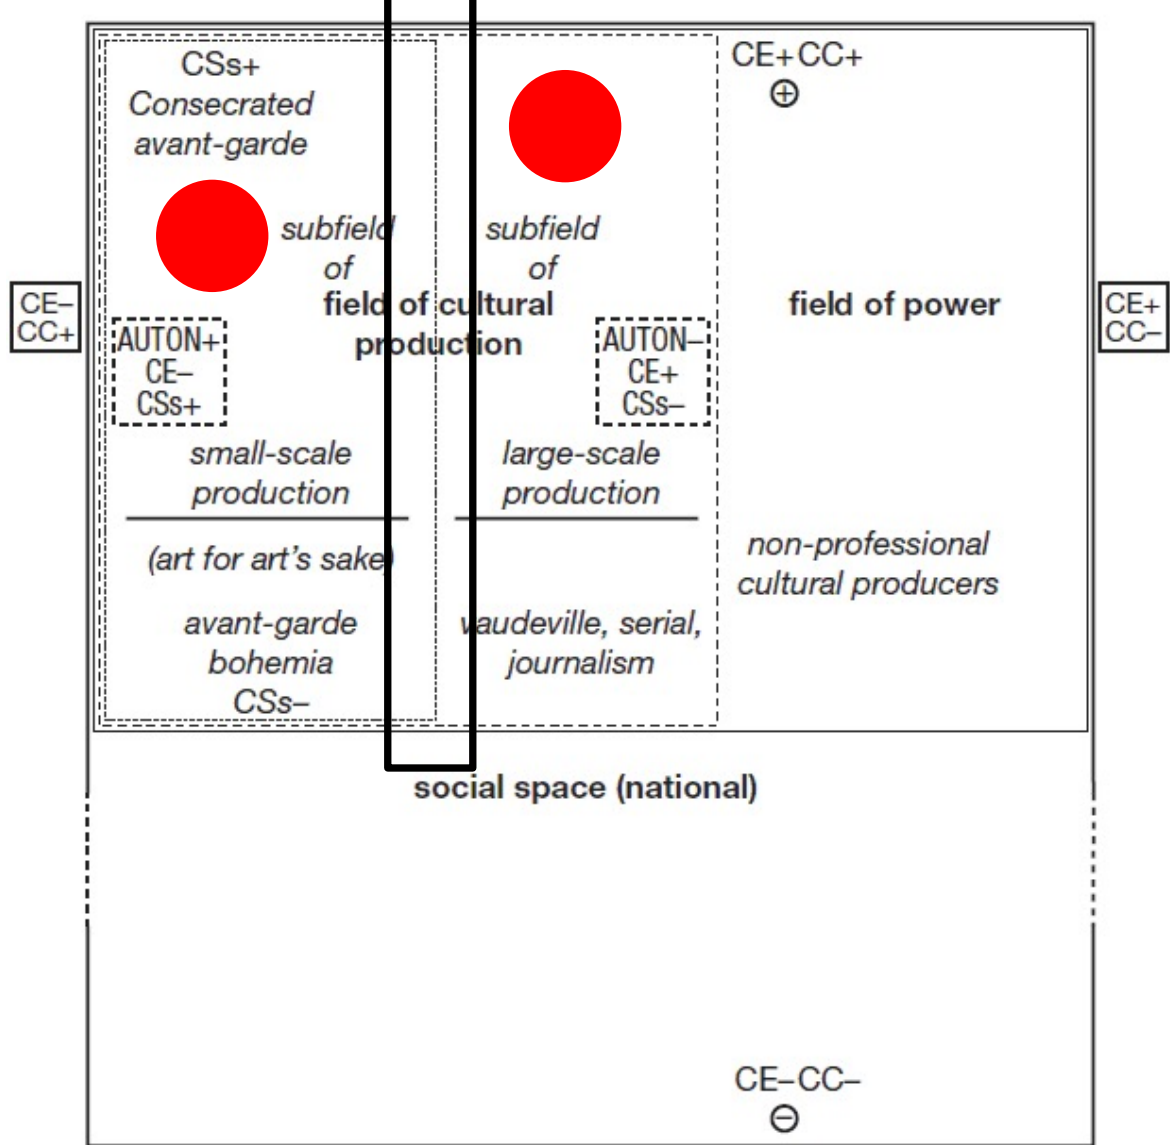 CSs+
Consecrated
avant-garde
CE+CC+
+
subfield
of
subfield
of
field of cultural
production
field of power
CE–
CC+
CE+
CC–
AUTON+
CE–
CSs+
AUTON–
CE+
CSs–
small-scale
production
large-scale
production
(art for art’s sake)
avant-garde
bohemia
CSs–
vaudeville, serial,
journalism
non-professional
cultural producers
social space (national)
CE–CC–
–